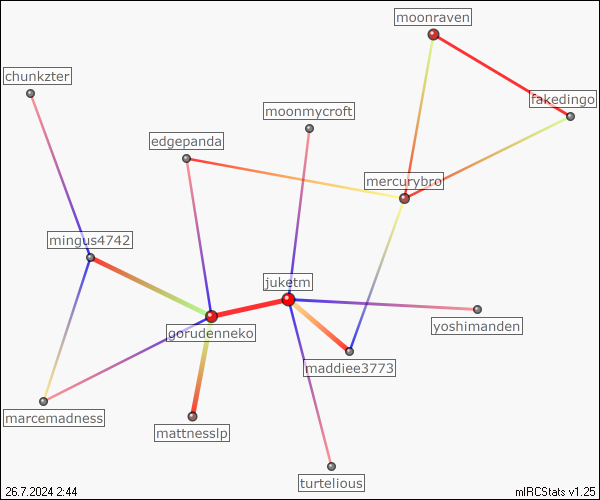 moonraven
chunkzter
fakedingo
moonmycroft
edgepanda
mercurybro
mingus4742
juketm
yoshimanden
gorudenneko
maddiee3773
marcemadness
mattnesslp
turtelious
26.7.2024 2:44
mIRCStats v1.25